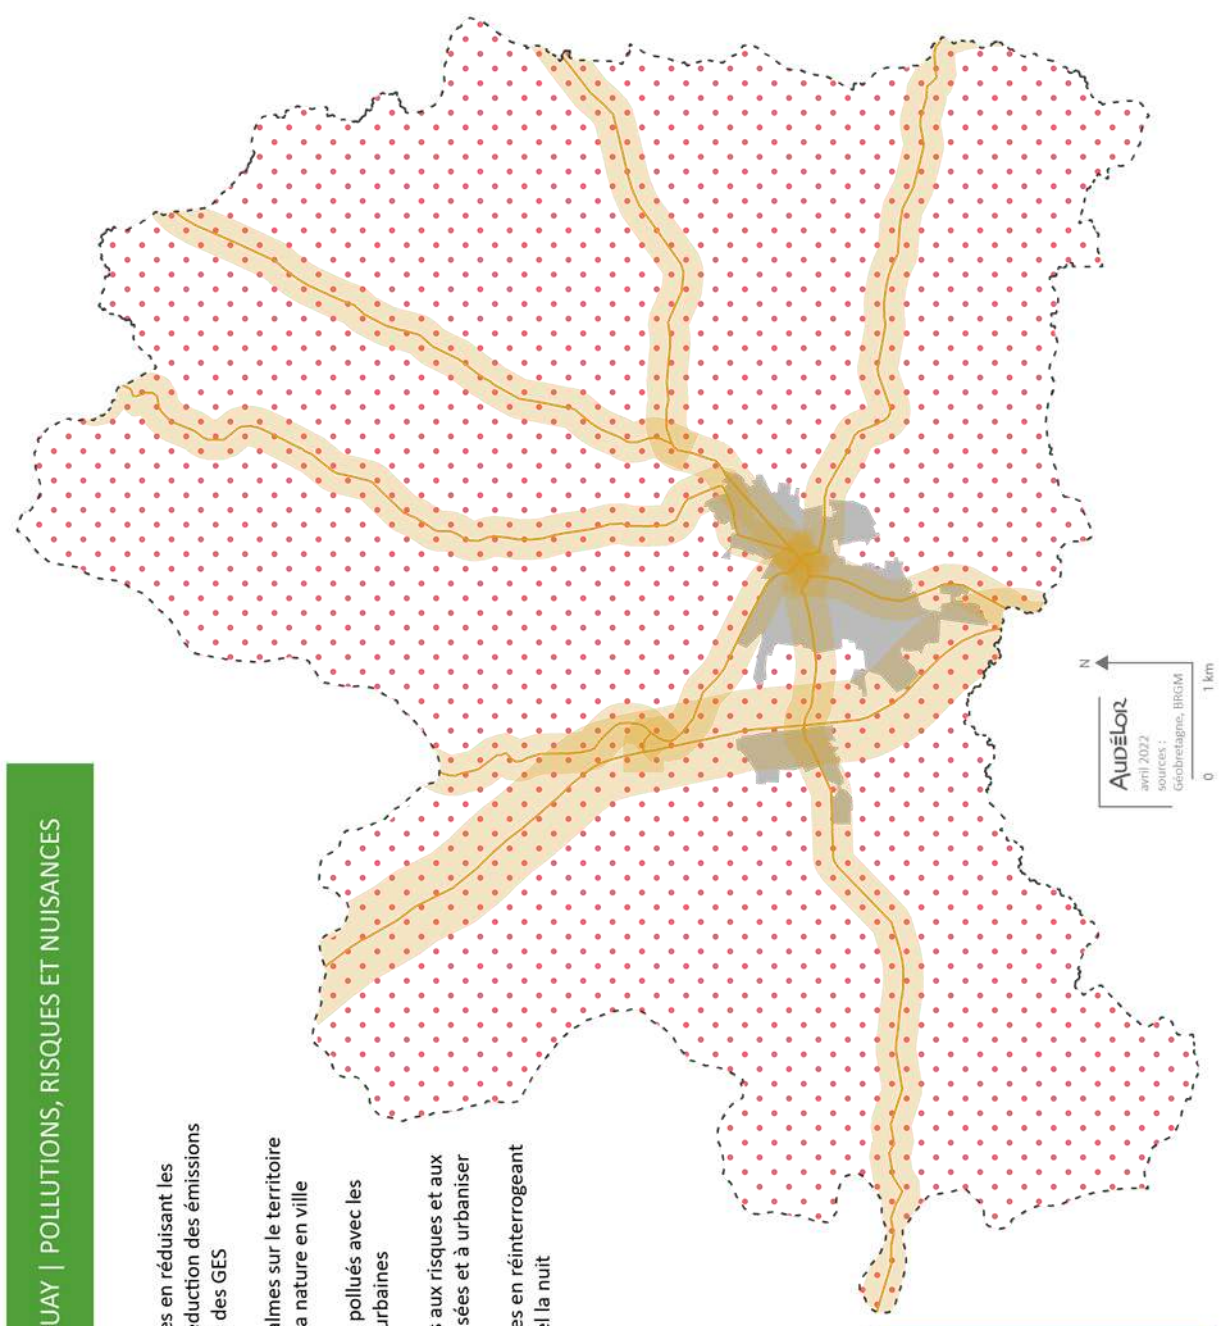 UAY | POLLUTIONS, RISQUES ET NUISANCES
es en réduisant les
éduction des émissions
des GES
almes sur le territoire
a nature en ville
pollués avec les
urbaines
s aux risques et aux
sées et à urbaniser
es en réinterrogeant
el la nuit
N
AUDÉLOR
avril 2022
sources :
Géobretagne, BRGM
0 1 km